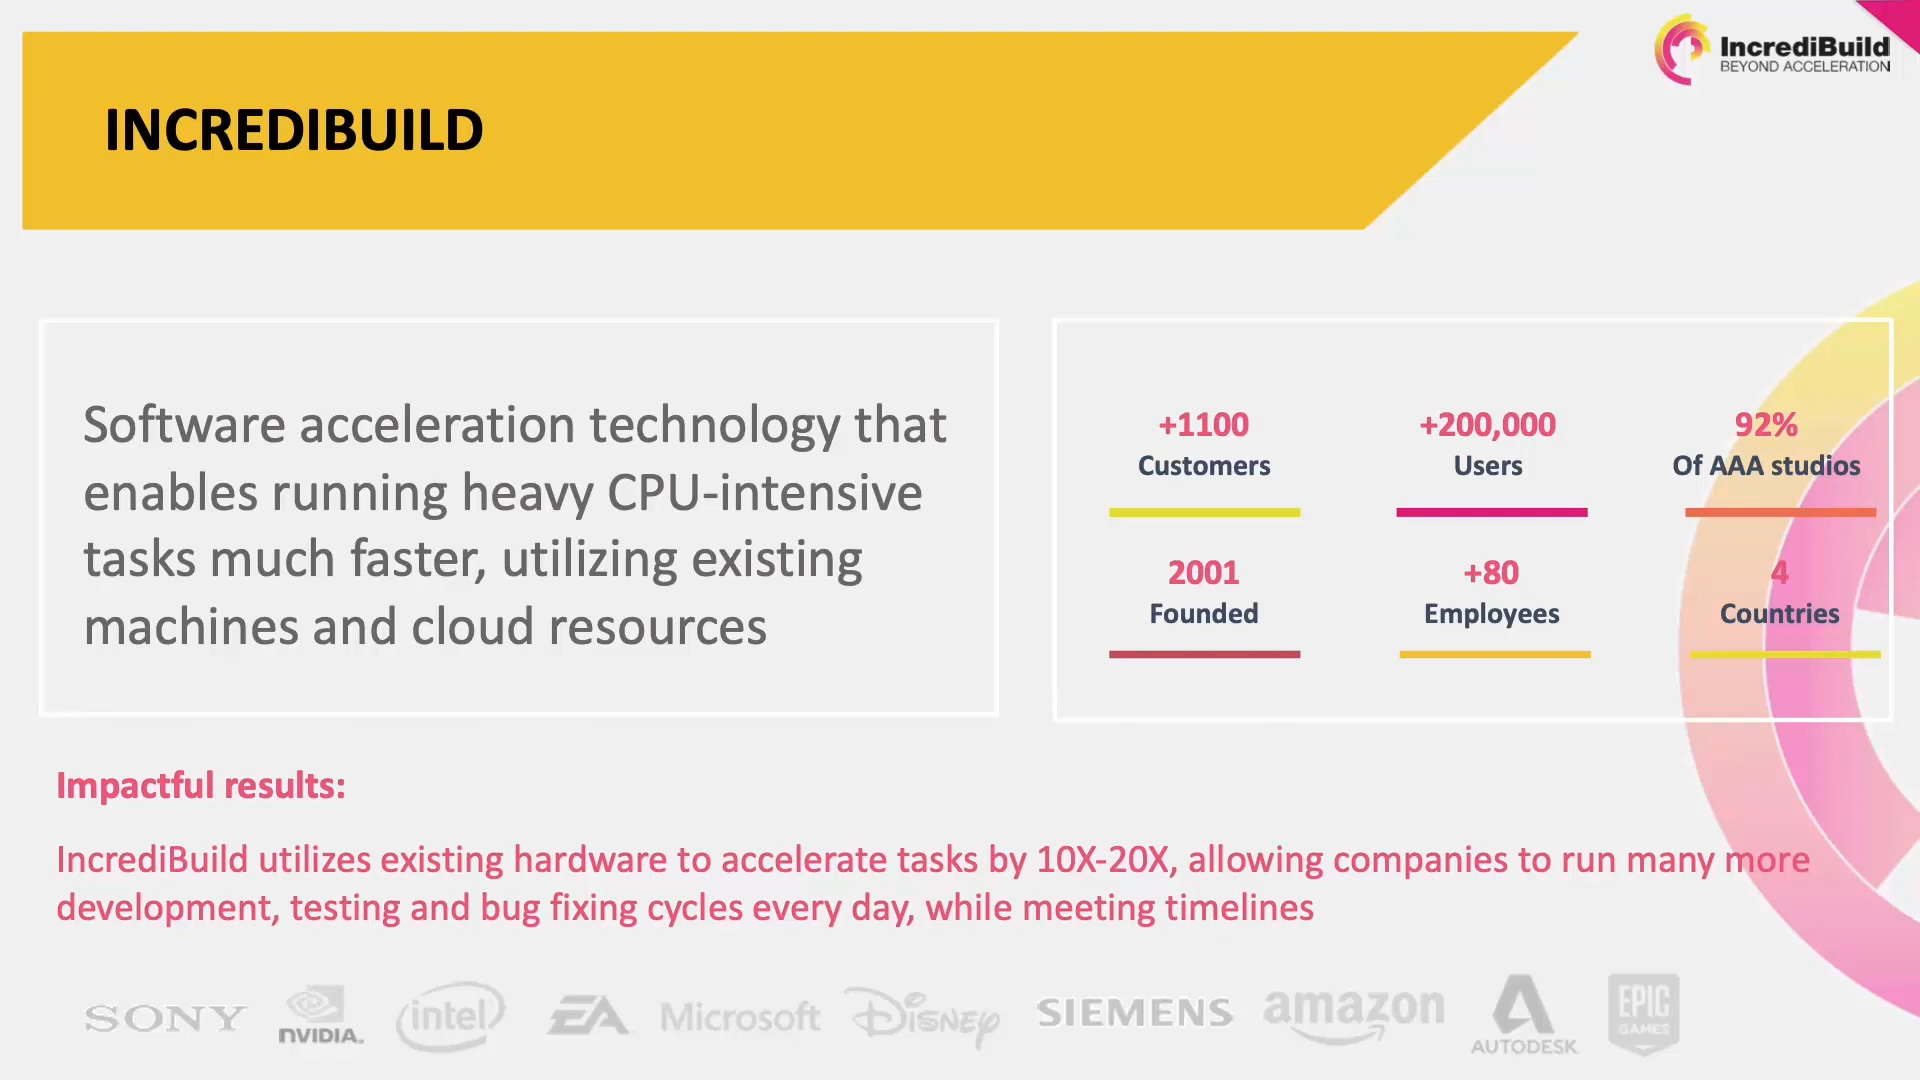 IncrediBuild
BEYOND ACCELERATION
INCREDIBUILD
Software acceleration technology that
enables running heavy CPU-intensive
tasks much faster, utilizing existing
machines and cloud resources
+1100
Customers
+200,000
Users
92%
Of AAA studios
2001
Founded
+80
Employees
4
Countries
Impactful results:
IncrediBuild utilizes existing hardware to accelerate tasks by 10X-20X, allowing companies to run many more
development, testing and bug fixing cycles every day, while meeting timelines
SONY
NVIDIA.
intel
EA
Microsoft
Disney
SIEMENS
amazon
AUTODESK
EPIC
GAMES